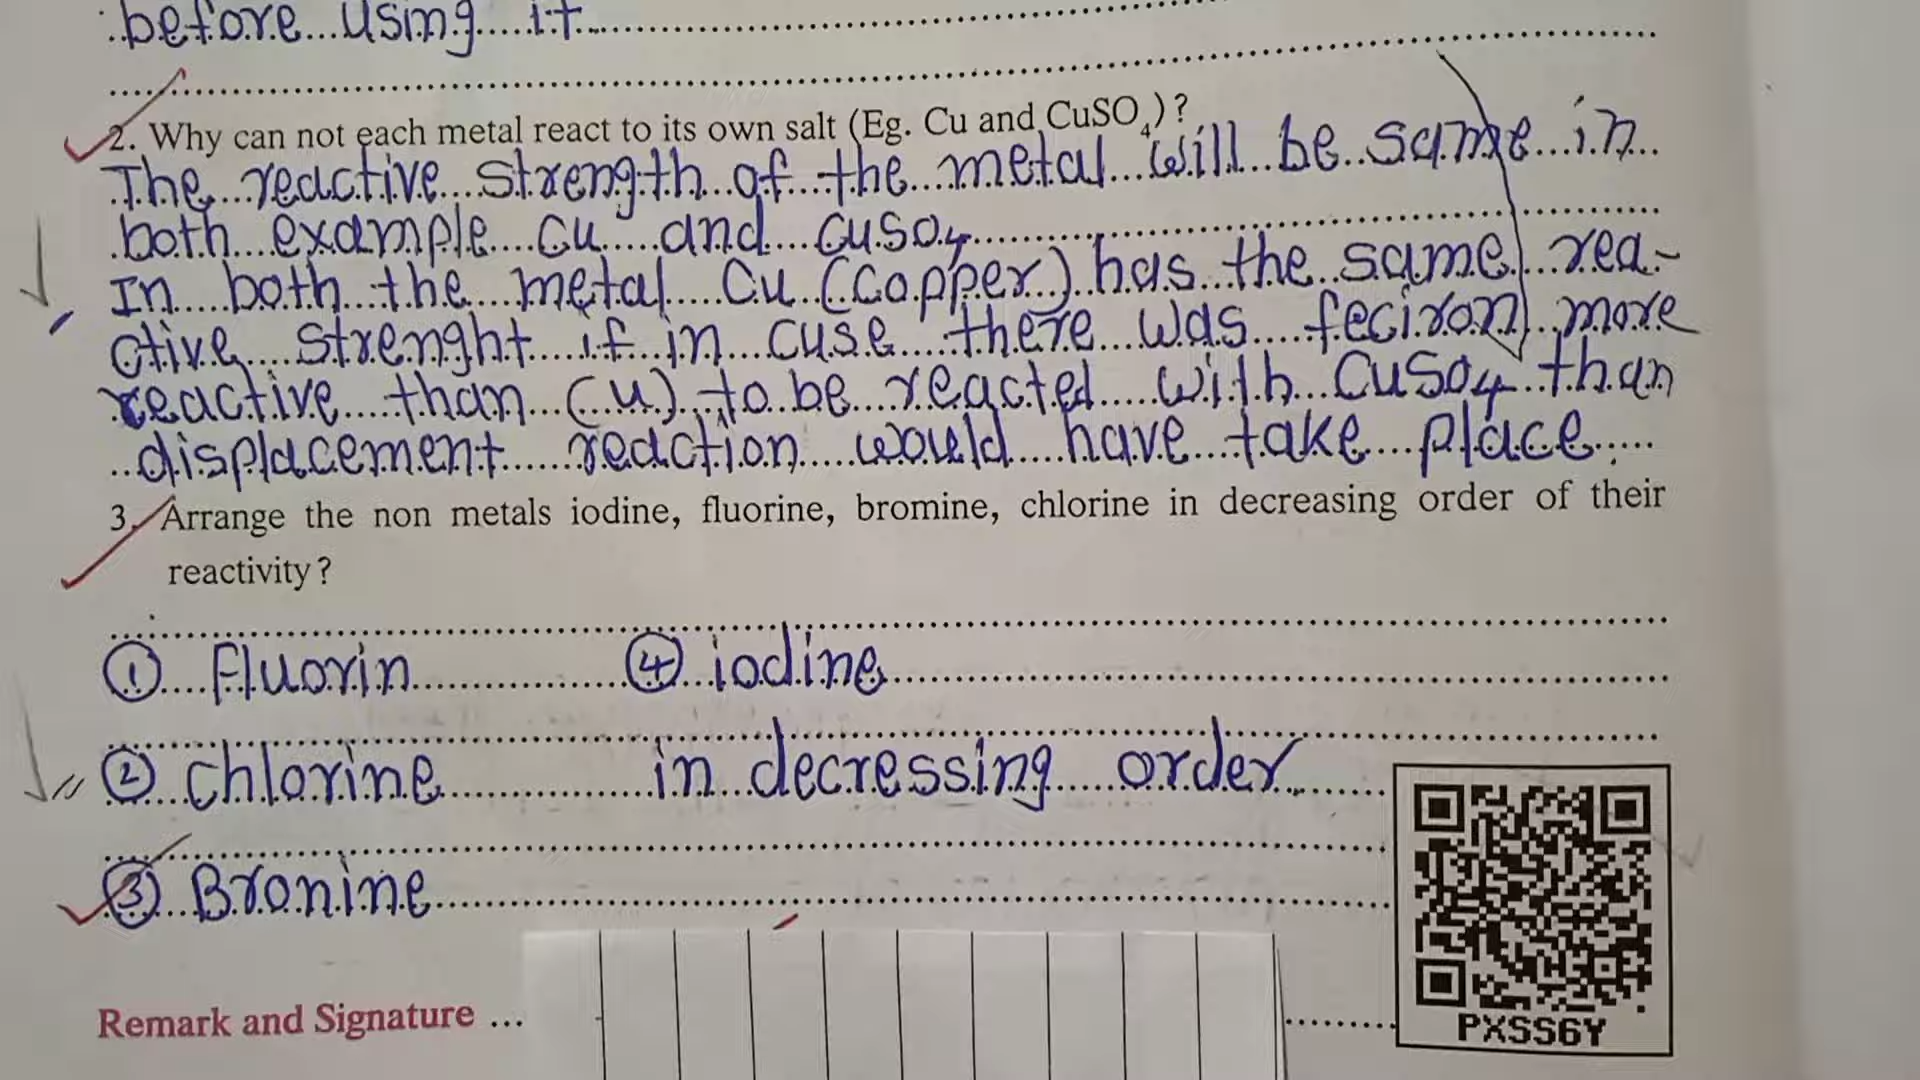 before using it
2. Why can not each metal react to its own salt (Eg. Cu and CuSO4)?
The reactive strength of the metal will be same in
both example Cu and CuSO4
In both the metal Cu (Copper) has the same rea-
ctive strenght if in case there was fe(iron) more
reactive than (Cu) to be reacted with CuSO4 than
displacement reaction would have take place
3. Arrange the non metals iodine, fluorine, bromine, chlorine in decreasing order of their
reactivity?
① Fluorin ④ iodine
② Chlorine in decressing order
③ Bronine
Remark and Signature ...
PXSS6Y